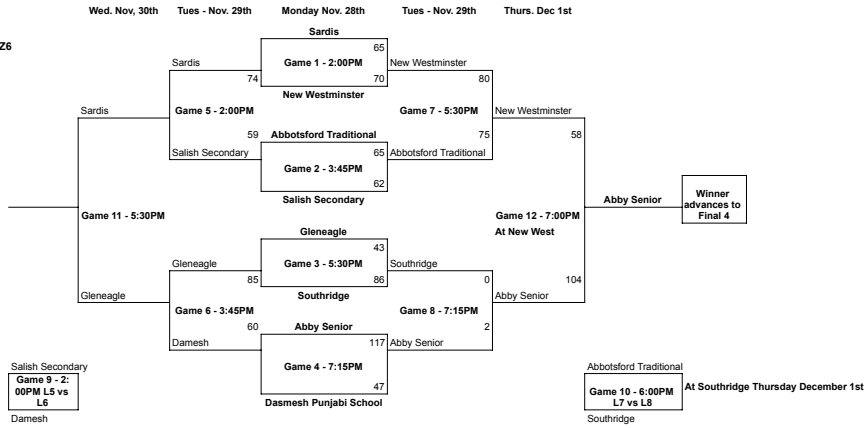 Wed. Nov, 30th Tues - Nov. 29th Monday Nov. 28th Tues - Nov. 29th Thurs. Dec 1st
Sardis
Z6
65
Sardis Game 1 - 2:00PM New Westminster
74 70 80
New Westminster
Sardis Game 5 - 2:00PM Game 7 - 5:30PM New Westminster
59 Abbotsford Traditional 75 58
Salish Secondary 65 Abbotsford Traditional
Game 2 - 3:45PM
62
Salish Secondary
Abby Senior
Winner
advances to
Final 4
Game 11 - 5:30PM Game 12 - 7:00PM
At New West
Gleneagle
43
Gleneagle Game 3 - 5:30PM Southridge
85 86 0 104
Gleneagle Southridge Abby Senior
Game 6 - 3:45PM Game 8 - 7:15PM
60 Abby Senior 2
Damesh 117 Abby Senior
Game 4 - 7:15PM
47
Dasmesh Punjabi School
Salish Secondary
Game 9 - 2:
00PM L5 vs
L6
Damesh
Abbotsford Traditional
Game 10 - 6:00PM
L7 vs L8
At Southridge Thursday December 1st
Southridge